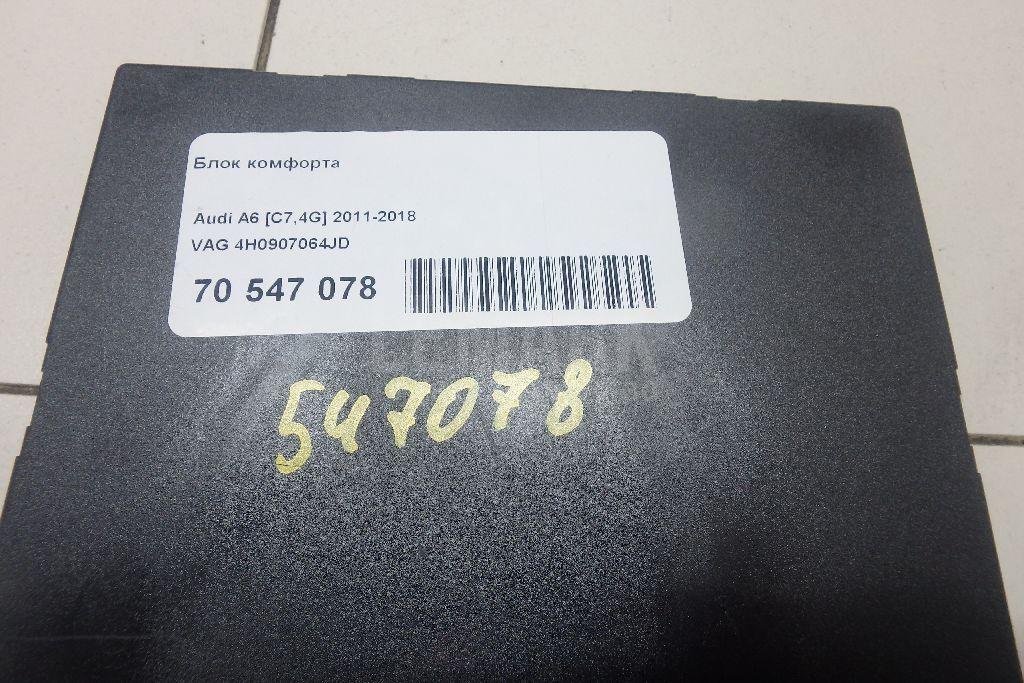 Блок комфорта
Audi A6 [C7,4G] 2011-2018
VAG 4H0907064JD
70 547 078
547078